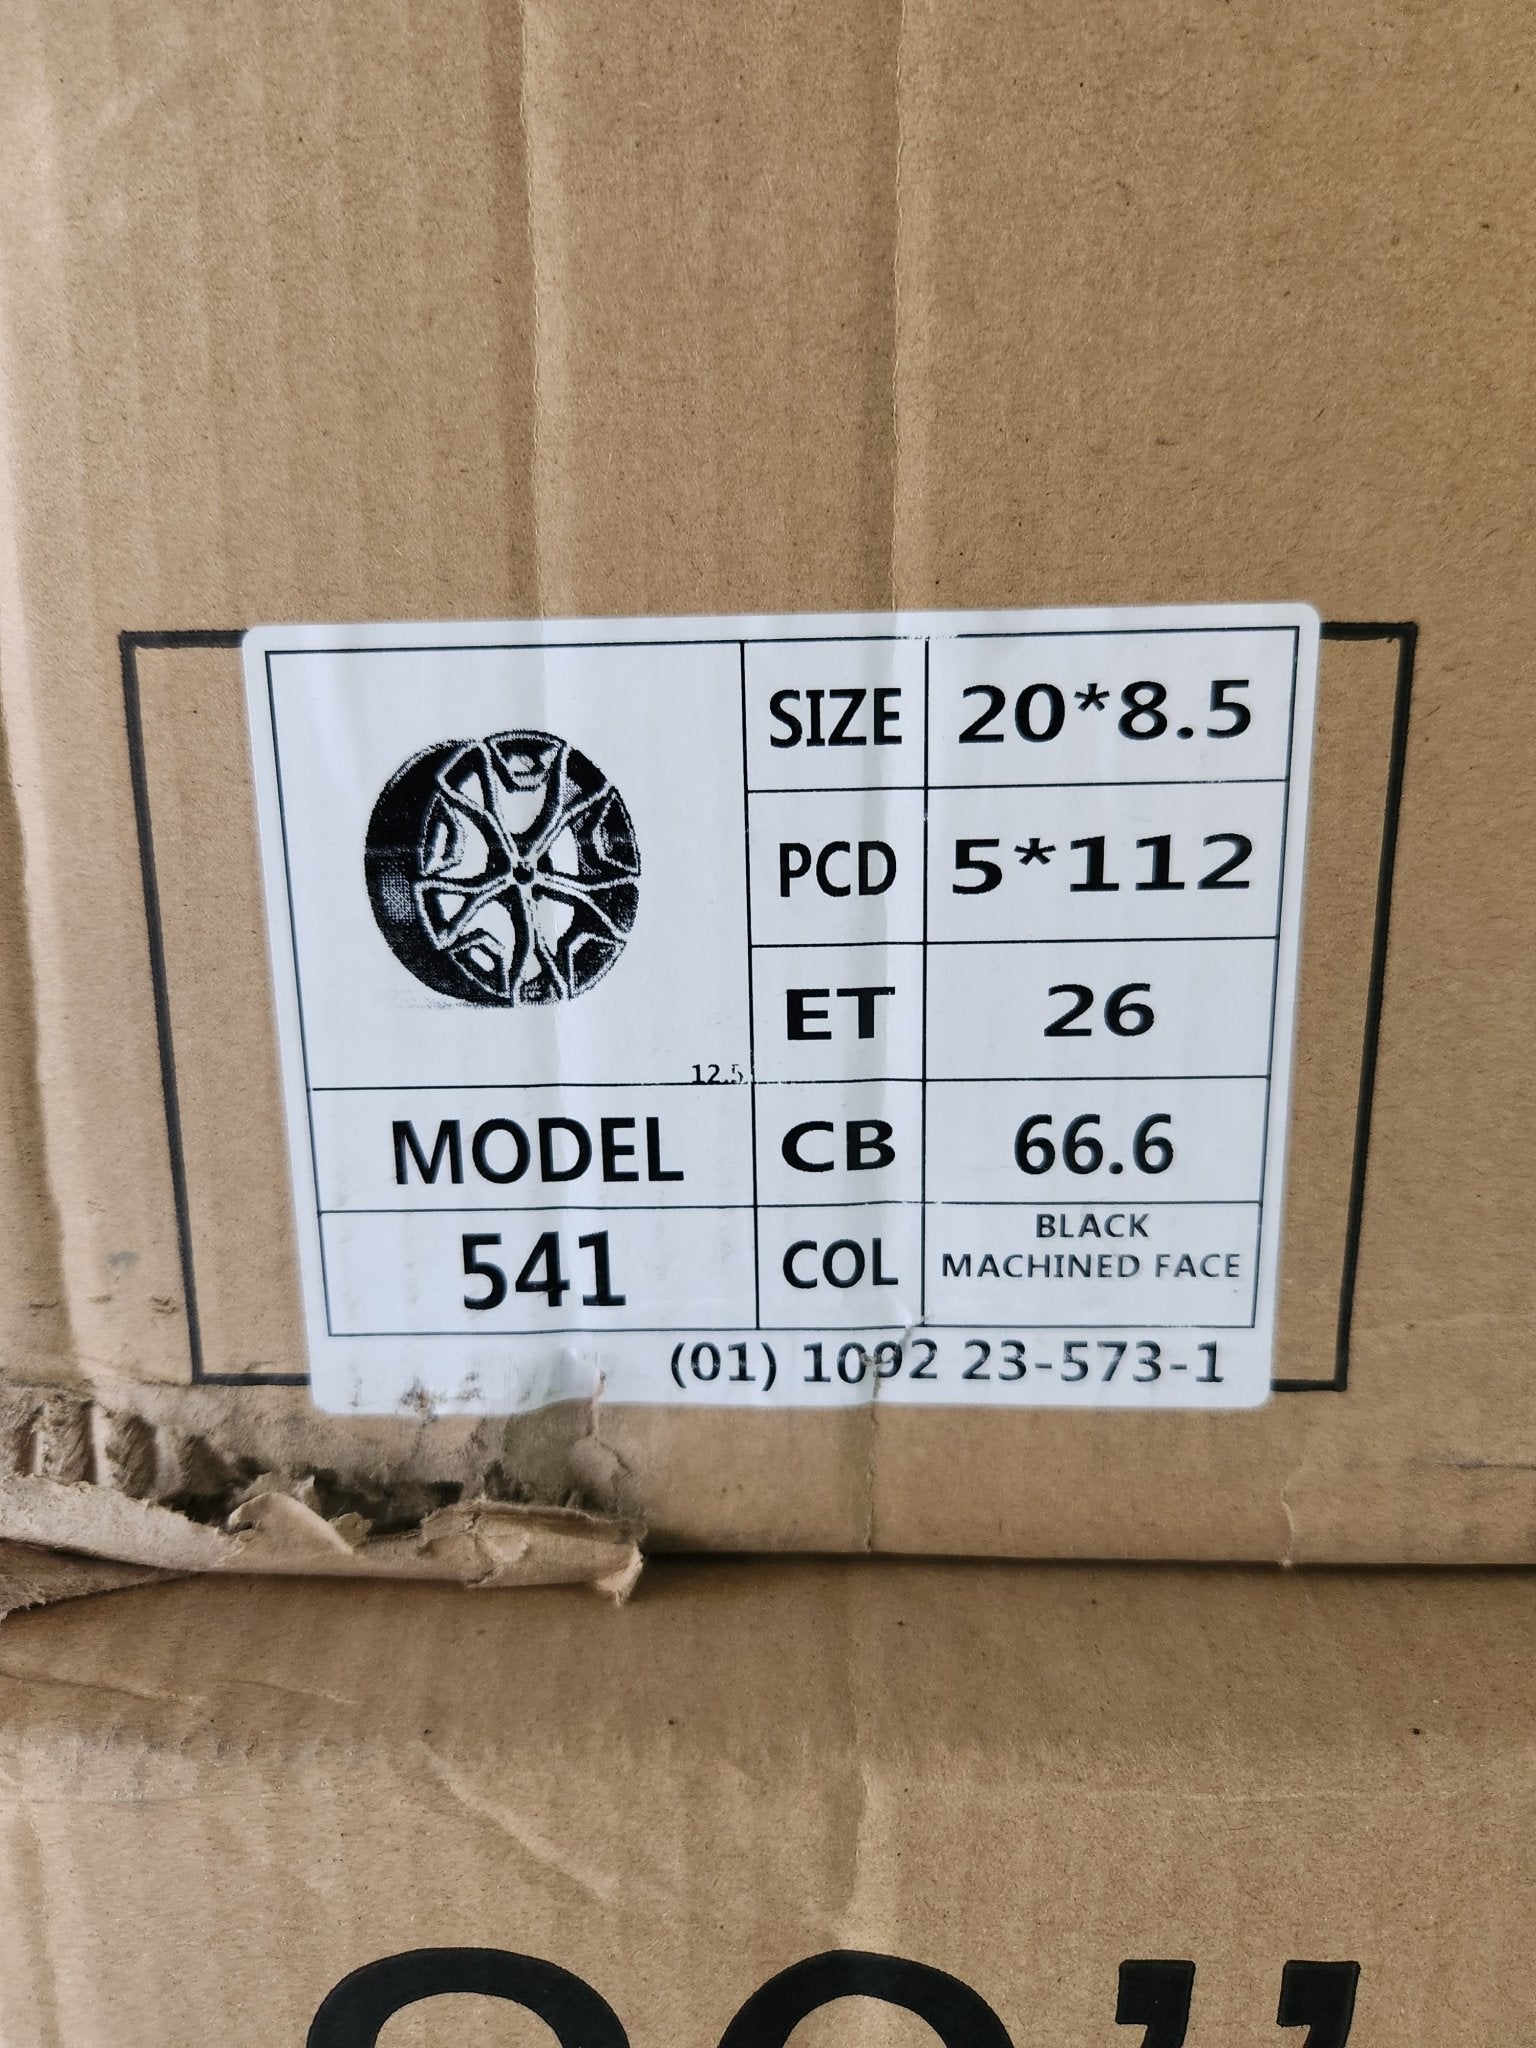 SIZE 20*8.5
PCD 5*112
ET 26
12.5
MODEL CB 66.6
541 COL BLACK
MACHINED FACE
(01) 1092 23-573-1